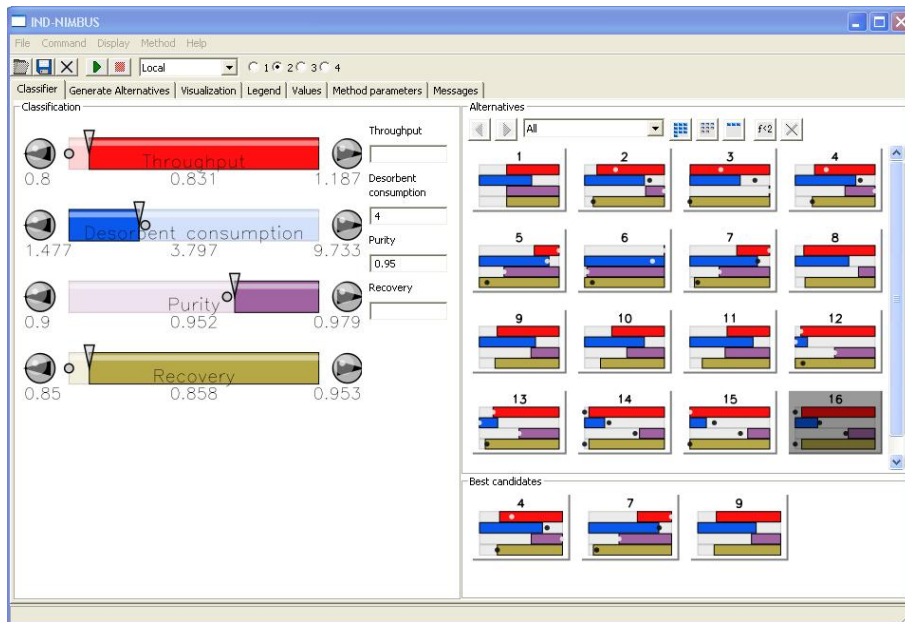 IND-NIMBUS
File Command Display Method Help
Local 1 2 3 4
Classifier Generate Alternatives Visualization Legend Values Method parameters Messages
Classification
Throughput
0.8 0.831 1.187
Desorbent consumption
1.477 3.797 9.733
Purity
0.9 0.952 0.979
Recovery
0.85 0.858 0.953
Throughput
Desorbent
consumption
4
Purity
0.95
Recovery
Alternatives
All f<2
1 2 3 4
5 6 7 8
9 10 11 12
13 14 15 16
Best candidates
4 7 9